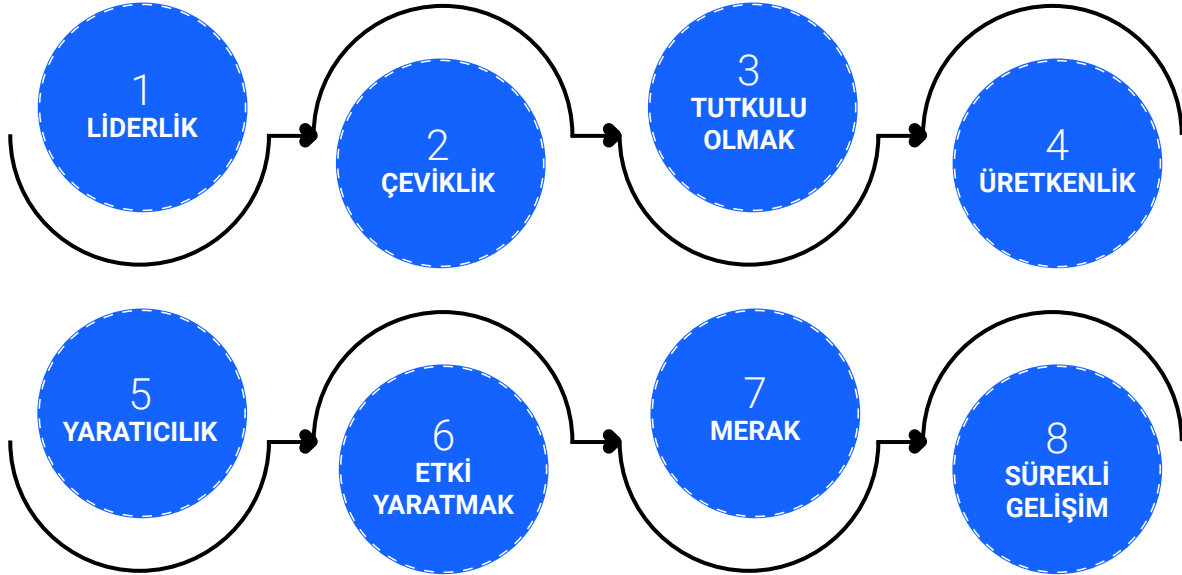 1
LİDERLİK
2
ÇEVİKLİK
3
TUTKULU
OLMAK
4
ÜRETKENLİK
5
YARATICILIK
6
ETKİ
YARATMAK
7
MERAK
8
SÜREKLİ
GELİŞİM